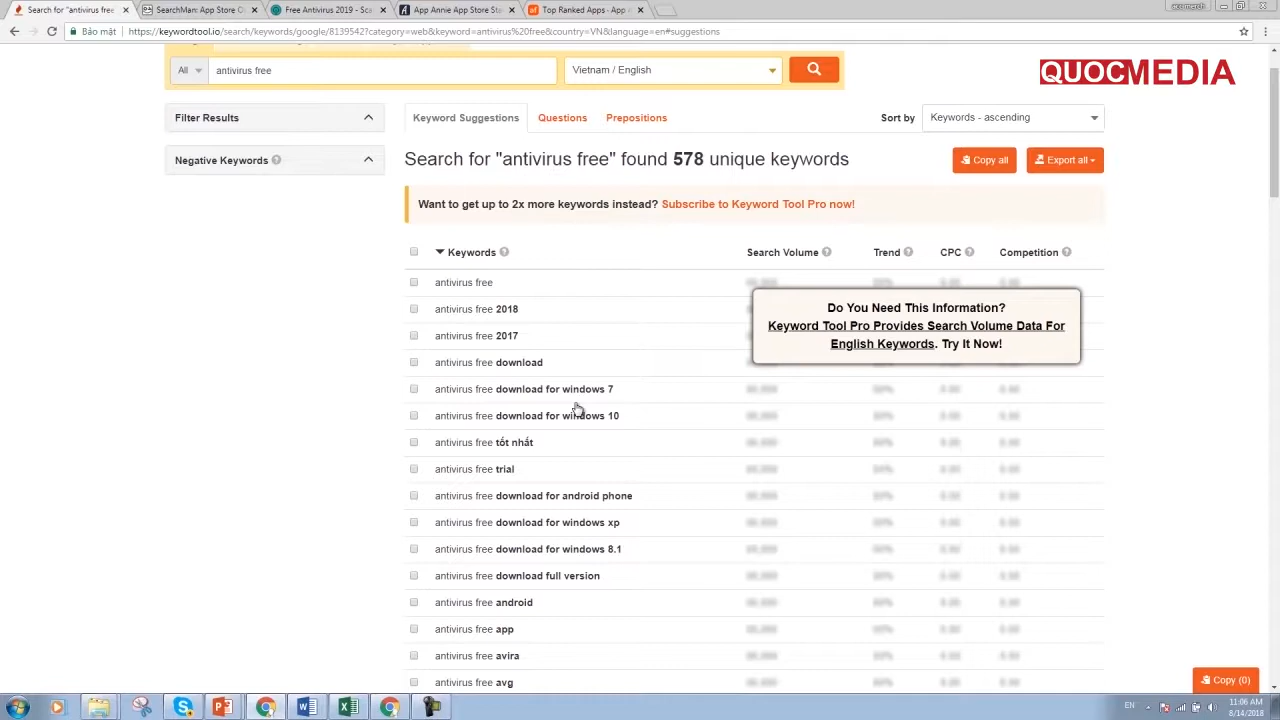 Search for "antivirus free"
SearchMan: App Store O
Free Antivirus 2019 - Sca
App Annie App Store Sta
Top Ranked Apps - App
Bảo mật
https://keywordtool.io/search/keywords/google/8139542?category=web&keyword=antivirus%20free&country=VN&language=en#suggestions
QUOCMEDIA
All
antivirus free
Vietnam / English
Filter Results
Negative Keywords
Keyword Suggestions
Questions
Prepositions
Sort by
Keywords - ascending
Search for "antivirus free" found 578 unique keywords
Copy all
Export all
Want to get up to 2x more keywords instead? Subscribe to Keyword Tool Pro now!
Keywords
Search Volume
Trend
CPC
Competition
Do You Need This Information?
Keyword Tool Pro Provides Search Volume Data For
English Keywords. Try It Now!
antivirus free
antivirus free 2018
antivirus free 2017
antivirus free download
antivirus free download for windows 7
antivirus free download for windows 10
antivirus free tốt nhất
antivirus free trial
antivirus free download for android phone
antivirus free download for windows xp
antivirus free download for windows 8.1
antivirus free download full version
antivirus free android
antivirus free app
antivirus free avira
antivirus free avg
Copy (0)
EN
11:06 AM
8/14/2018